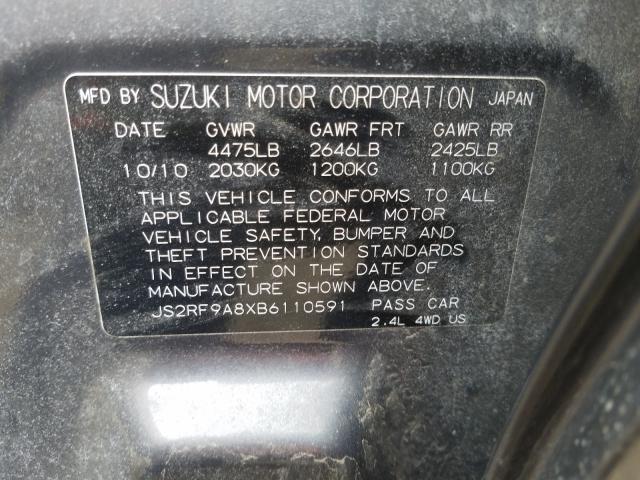 MFD BY SUZUKI MOTOR CORPORATION JAPAN
DATE GVWR GAWR FRT GAWR RR
4475LB 2646LB 2425LB
10/10 2030KG 1200KG 1100KG
THIS VEHICLE CONFORMS TO ALL
APPLICABLE FEDERAL MOTOR
VEHICLE SAFETY, BUMPER AND
THEFT PREVENTION STANDARDS
IN EFFECT ON THE DATE OF
MANUFACTURE SHOWN ABOVE.
JS2RF9A8XB6110591 PASS CAR
2.4L 4WD US